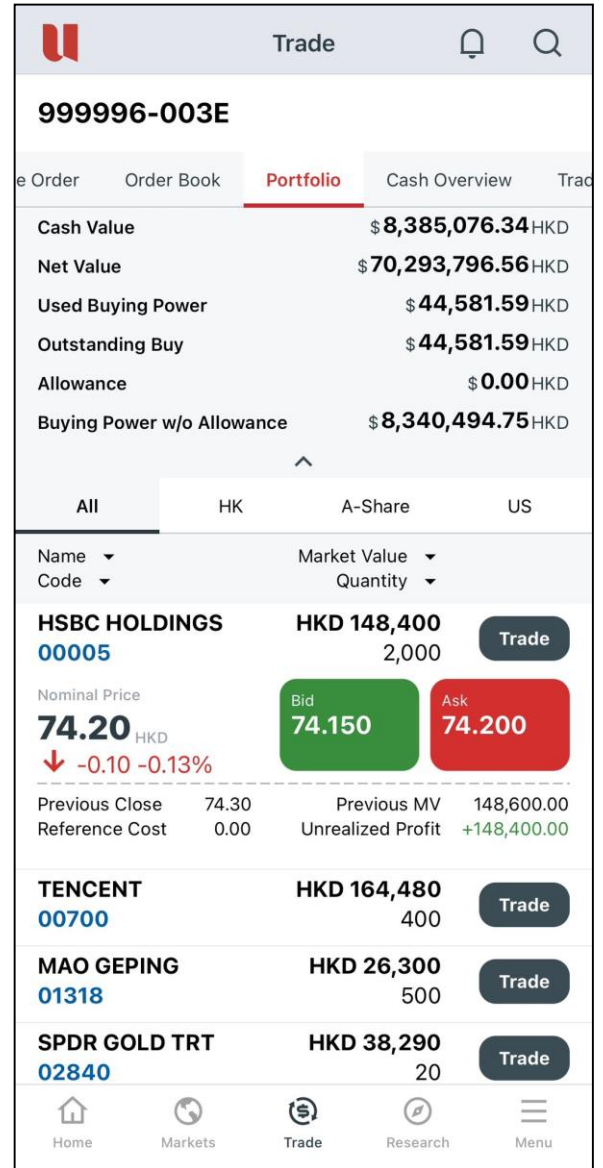 Trade
999996-003E
e Order Order Book Portfolio Cash Overview Trad
Cash Value $8,385,076.34HKD
Net Value $70,293,796.56HKD
Used Buying Power $44,581.59HKD
Outstanding Buy $44,581.59HKD
Allowance $0.00HKD
Buying Power w/o Allowance $8,340,494.75HKD
All HK A-Share US
Name Market Value
Code Quantity
HSBC HOLDINGS HKD 148,400 Trade
00005 2,000
Nominal Price Bid Ask
74.20 HKD 74.150 74.200
-0.10 -0.13%
Previous Close 74.30 Previous MV 148,600.00
Reference Cost 0.00 Unrealized Profit +148,400.00
TENCENT HKD 164,480 Trade
00700 400
MAO GEPING HKD 26,300 Trade
01318 500
SPDR GOLD TRT HKD 38,290 Trade
02840 20
Home Markets Trade Research Menu